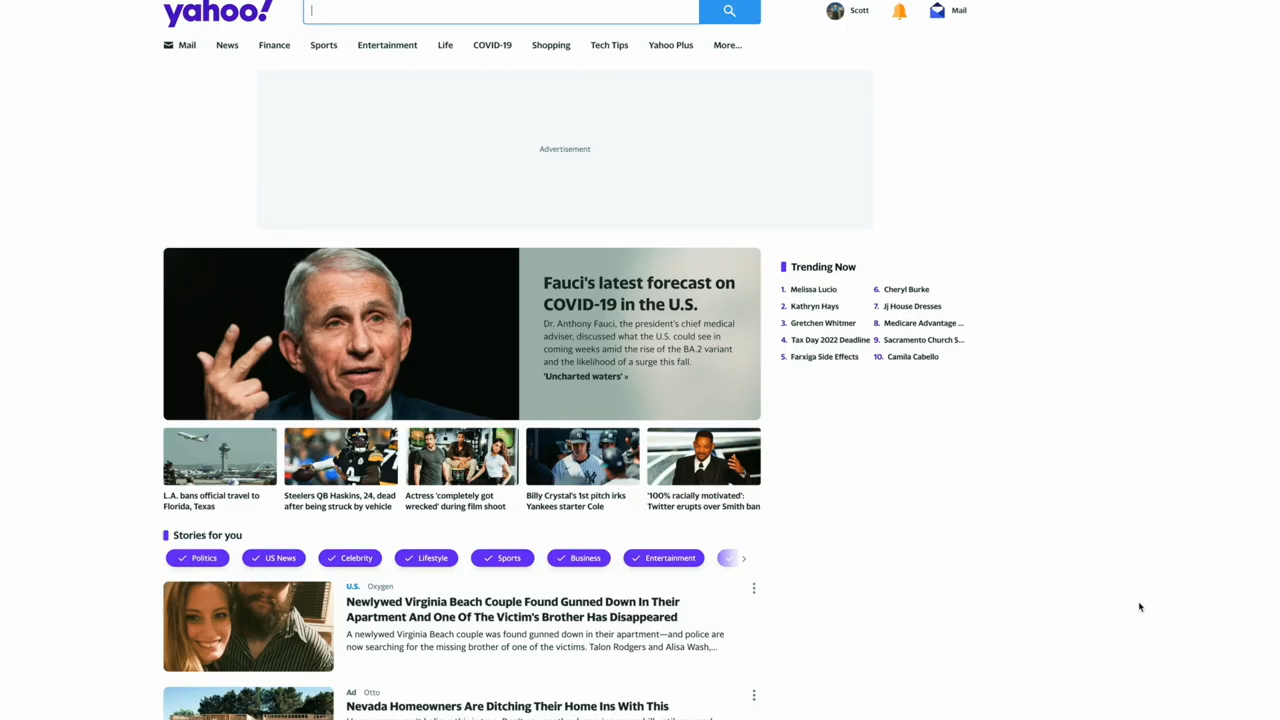 yahoo!
Scott
Mail
Mail News Finance Sports Entertainment Life COVID-19 Shopping Tech Tips Yahoo Plus More...
Advertisement
Fauci's latest forecast on
COVID-19 in the U.S.
Dr. Anthony Fauci, the president's chief medical
adviser, discussed what the U.S. could see in
coming weeks amid the rise of the BA.2 variant
and the likelihood of a surge this fall.
'Uncharted waters' »
Trending Now
1. Melissa Lucio
2. Kathryn Hays
3. Gretchen Whitmer
4. Tax Day 2022 Deadline
5. Farxiga Side Effects
6. Cheryl Burke
7. Jj House Dresses
8. Medicare Advantage ...
9. Sacramento Church S...
10. Camila Cabello
L.A. bans official travel to
Florida, Texas
Steelers QB Haskins, 24, dead
after being struck by vehicle
Actress 'completely got
wrecked' during film shoot
Billy Crystal's 1st pitch irks
Yankees starter Cole
'100% racially motivated':
Twitter erupts over Smith ban
Stories for you
Politics US News Celebrity Lifestyle Sports Business Entertainment
U.S. Oxygen
Newlywed Virginia Beach Couple Found Gunned Down In Their
Apartment And One Of The Victim's Brother Has Disappeared
A newlywed Virginia Beach couple was found gunned down in their apartment—and police are
now searching for the missing brother of one of the victims. Talon Rodgers and Alisa Wash,...
Ad Otto
Nevada Homeowners Are Ditching Their Home Ins With This